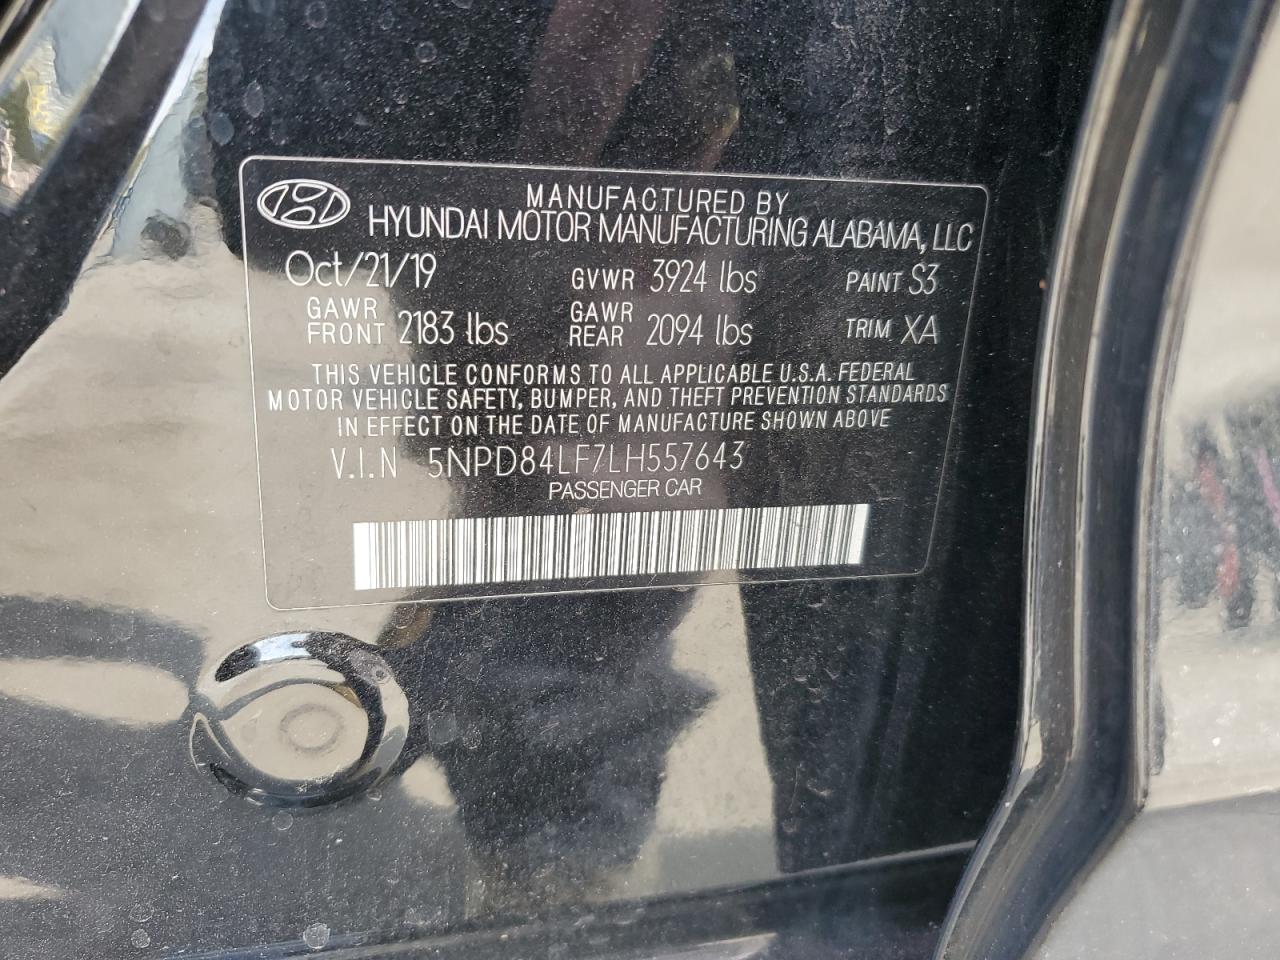 MANUFACTURED BY
HYUNDAI MOTOR MANUFACTURING ALABAMA, LLC
Oct/21/19 GVWR 3924 lbs PAINT S3
GAWR FRONT 2183 lbs GAWR REAR 2094 lbs TRIM XA
THIS VEHICLE CONFORMS TO ALL APPLICABLE U.S.A. FEDERAL
MOTOR VEHICLE SAFETY, BUMPER, AND THEFT PREVENTION STANDARDS
IN EFFECT ON THE DATE OF MANUFACTURE SHOWN ABOVE
V.I.N 5NPD84LF7LH557643
PASSENGER CAR